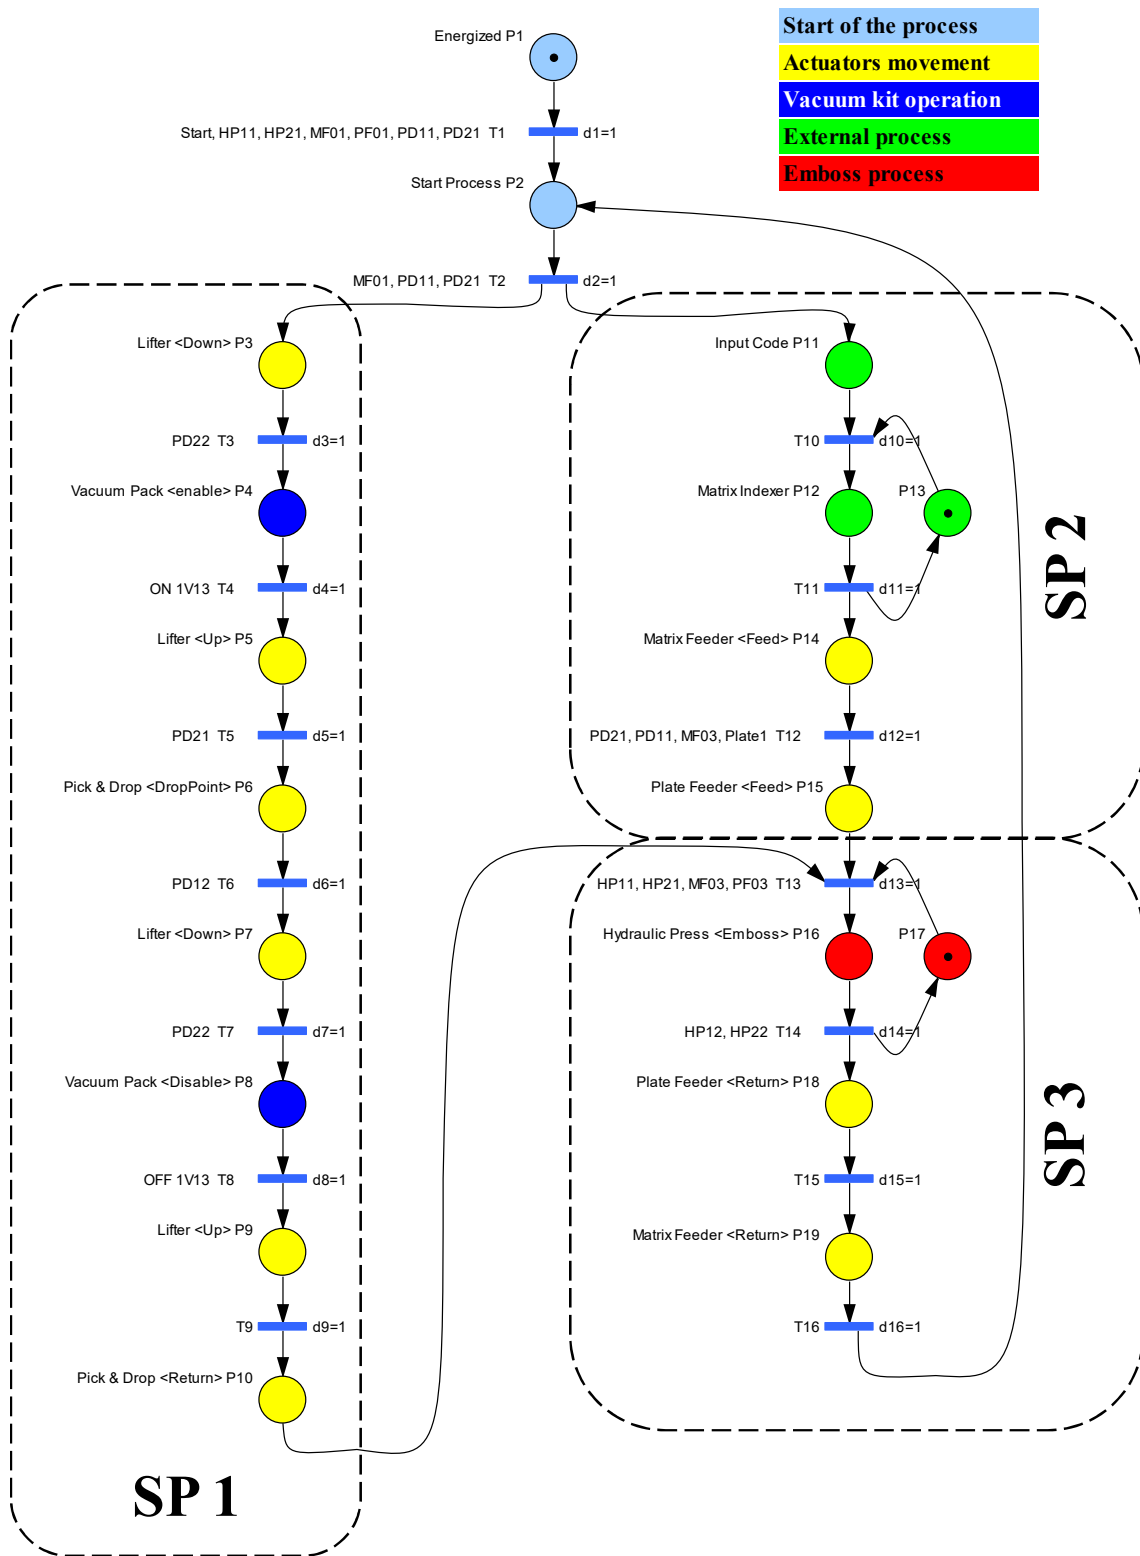 Energized P1
Start of the process
Actuators movement
Vacuum kit operation
External process
Emboss process
Start, HP11, HP21, MF01, PF01, PD11, PD21 T1 d1=1
Start Process P2
MF01, PD11, PD21 T2 d2=1
Lifter <Down> P3
PD22 T3 d3=1
Vacuum Pack <enable> P4
ON 1V13 T4 d4=1
Lifter <Up> P5
PD21 T5 d5=1
Pick & Drop <DropPoint> P6
PD12 T6 d6=1
Lifter <Down> P7
PD22 T7 d7=1
Vacuum Pack <Disable> P8
OFF 1V13 T8 d8=1
Lifter <Up> P9
T9 d9=1
Pick & Drop <Return> P10
SP 1
Input Code P11
T10 d10=1
Matrix Indexer P12
P13
T11 d11=1
Matrix Feeder <Feed> P14
PD21, PD11, MF03, Plate1 T12 d12=1
Plate Feeder <Feed> P15
SP 2
HP11, HP21, MF03, PF03 T13 d13=1
Hydraulic Press <Emboss> P16
P17
HP12, HP22 T14 d14=1
Plate Feeder <Return> P18
T15 d15=1
Matrix Feeder <Return> P19
T16 d16=1
SP 3